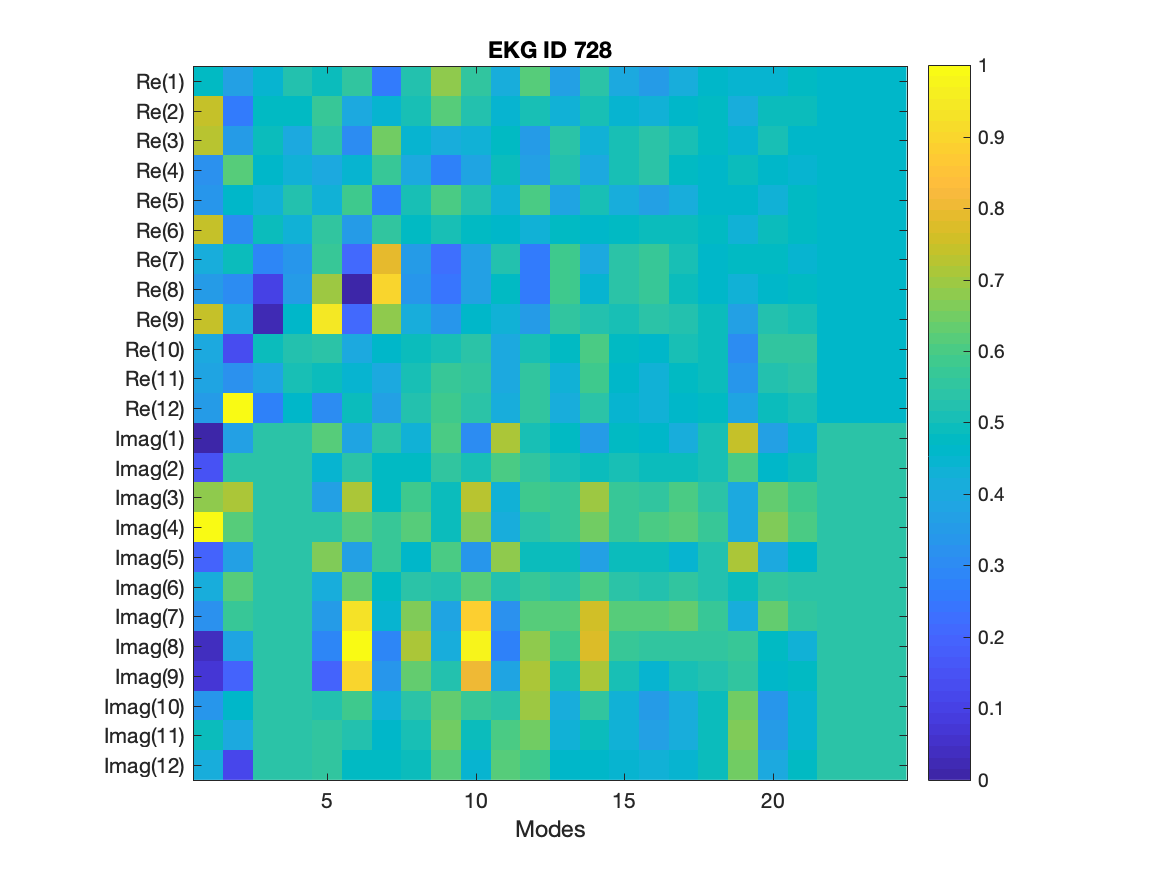 EKG ID 728
Re(1)
Re(2)
Re(3)
Re(4)
Re(5)
Re(6)
Re(7)
Re(8)
Re(9)
Re(10)
Re(11)
Re(12)
Imag(1)
Imag(2)
Imag(3)
Imag(4)
Imag(5)
Imag(6)
Imag(7)
Imag(8)
Imag(9)
Imag(10)
Imag(11)
Imag(12)
5 10 15 20
Modes
1
0.9
0.8
0.7
0.6
0.5
0.4
0.3
0.2
0.1
0